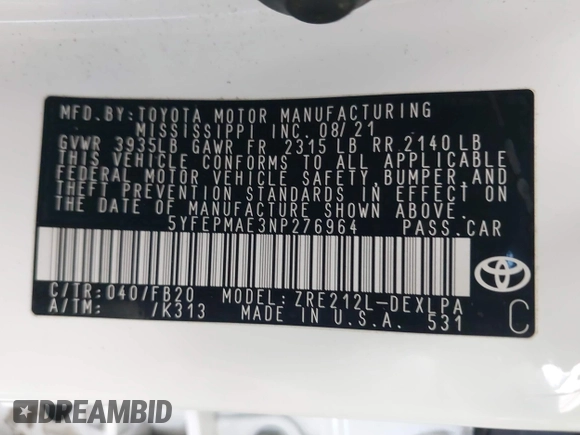 MFD. BY: TOYOTA MOTOR MANUFACTURING
MISSISSIPPI INC. 08/21
GVWR 3935LB GAWR FR 2315 LB RR 2140 LB
THIS VEHICLE CONFORMS TO ALL APPLICABLE
FEDERAL MOTOR VEHICLE SAFETY, BUMPER, AND
THEFT PREVENTION STANDARDS IN EFFECT ON
THE DATE OF MANUFACTURE SHOWN ABOVE.
5YFEPMAE3NP276964 PASS. CAR
C/TR: 040/FB20 MODEL: ZRE212L-DEXLPA
A/TM: /K313 MADE IN U.S.A. 531 C
DREAMBID